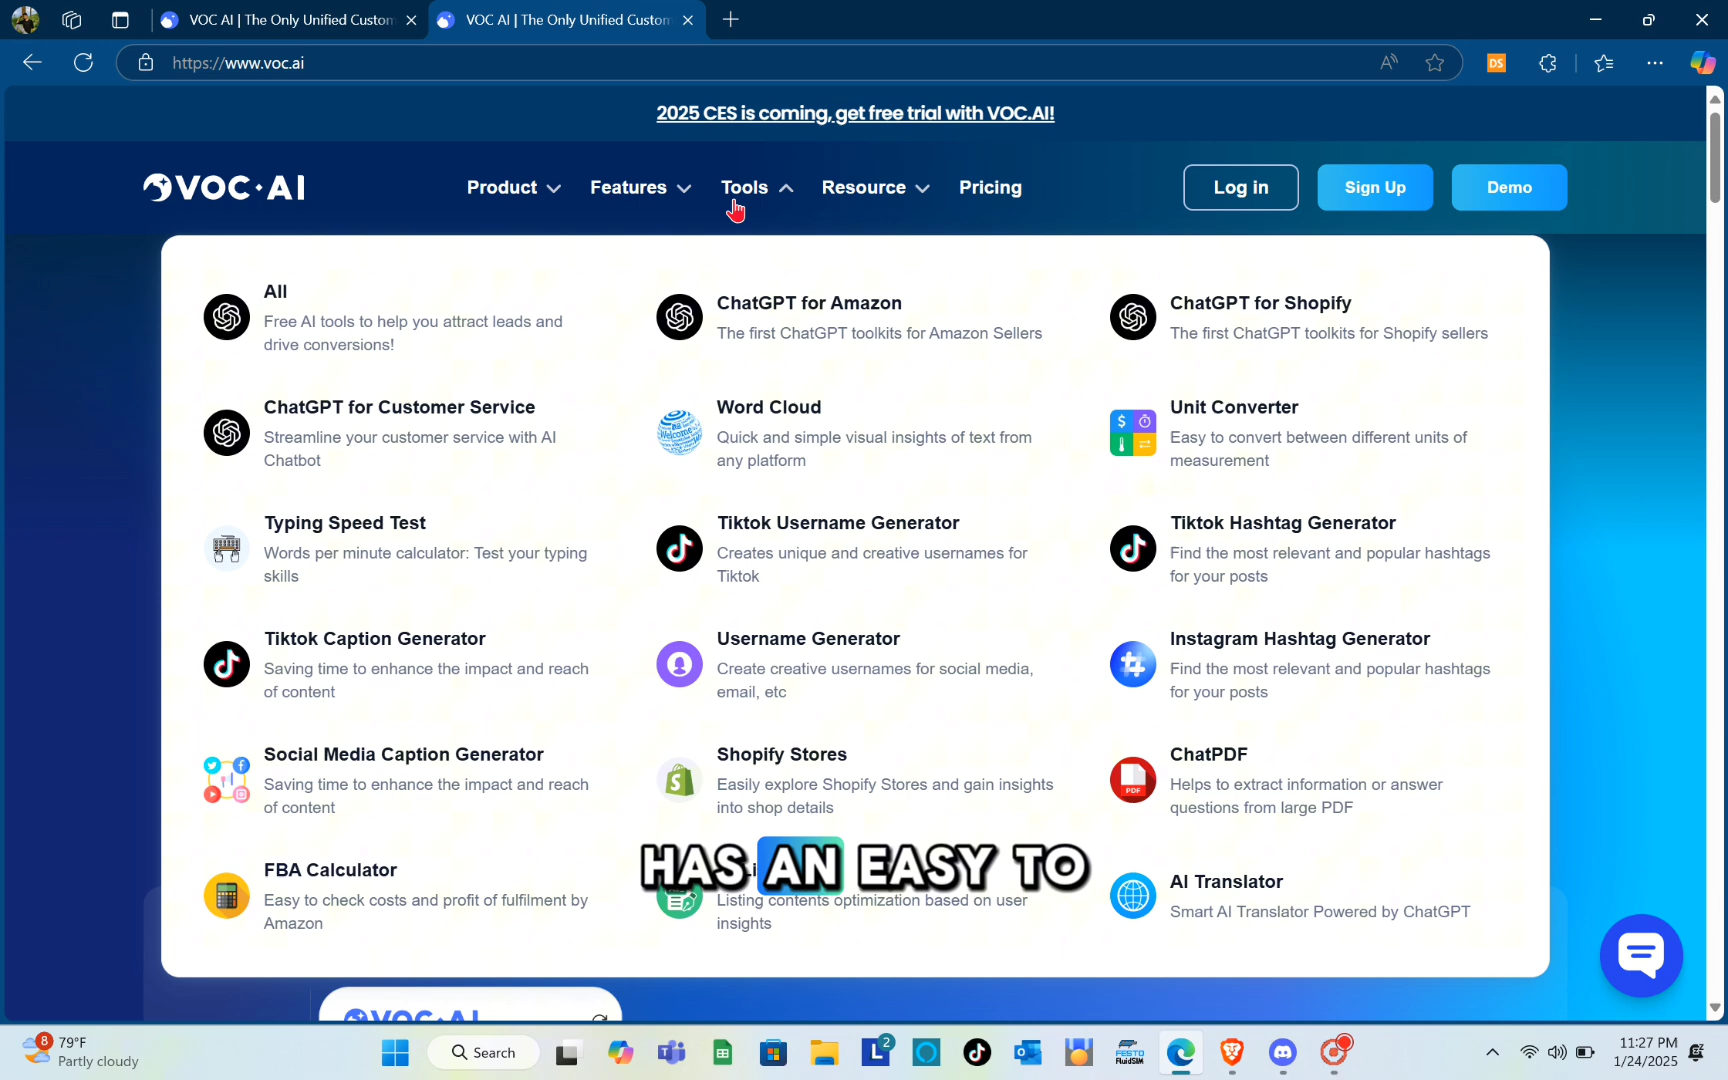 VOC AI | The Only Unified Custom
VOC AI | The Only Unified Custom
https://www.voc.ai
DS
2025 CES is coming, get free trial with VOC.AI!
VOC·AI
Product
Features
Tools
Resource
Pricing
Log in
Sign Up
Demo
All
Free AI tools to help you attract leads and
drive conversions!
ChatGPT for Amazon
The first ChatGPT toolkits for Amazon Sellers
ChatGPT for Shopify
The first ChatGPT toolkits for Shopify sellers
ChatGPT for Customer Service
Streamline your customer service with AI
Chatbot
Word Cloud
Quick and simple visual insights of text from
any platform
Unit Converter
Easy to convert between different units of
measurement
Typing Speed Test
Words per minute calculator: Test your typing
skills
Tiktok Username Generator
Creates unique and creative usernames for
Tiktok
Tiktok Hashtag Generator
Find the most relevant and popular hashtags
for your posts
Tiktok Caption Generator
Saving time to enhance the impact and reach
of content
Username Generator
Create creative usernames for social media,
email, etc
Instagram Hashtag Generator
Find the most relevant and popular hashtags
for your posts
Social Media Caption Generator
Saving time to enhance the impact and reach
of content
Shopify Stores
Easily explore Shopify Stores and gain insights
into shop details
ChatPDF
Helps to extract information or answer
questions from large PDF
FBA Calculator
Easy to check costs and profit of fulfilment by
Amazon
HAS AN EASY TO
Listing contents optimization based on user
insights
AI Translator
Smart AI Translator Powered by ChatGPT
VOC·AI
8
79°F
Partly cloudy
Search
2
FESTO
FluidSIM
11:27 PM
1/24/2025